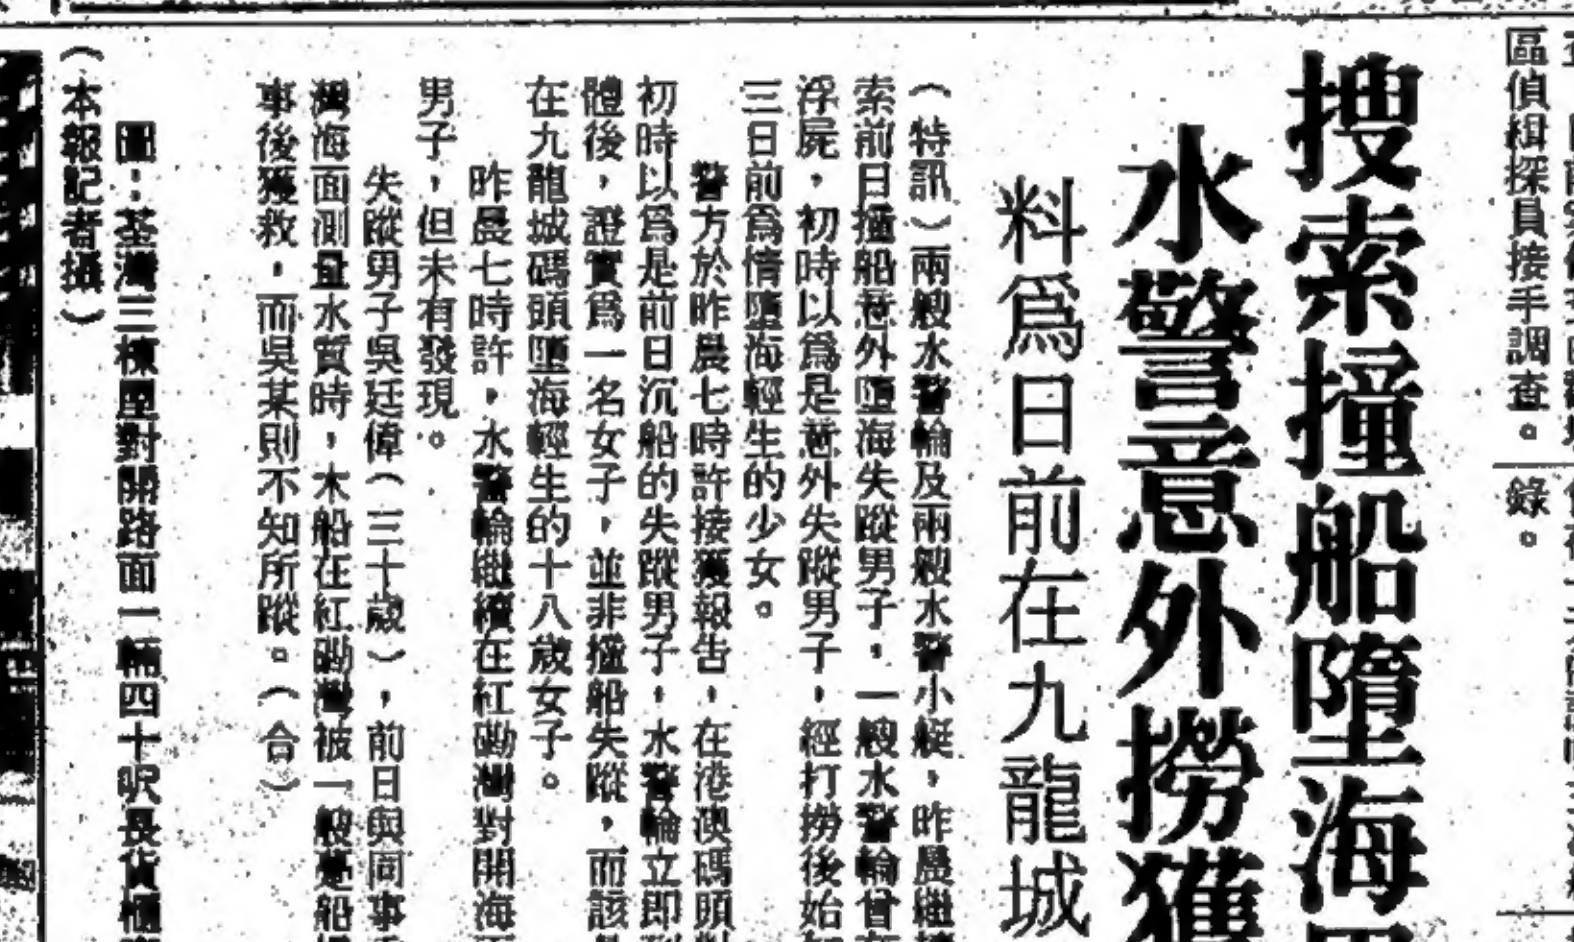 區偵緝探員接手調查。
錄。
搜索撞船墮海男
水警意外撈獲
料爲日前在九龍城
（特訊）兩艘水警輪及兩艘水警小艇，昨晨繼續
索前日撞船意外墮海失蹤男子，一艘水警輪曾在
浮屍，初時以爲是意外失蹤男子，經打撈後始知
三日前爲情墮海輕生的少女。
警方於昨晨七時許接獲報告，在港澳碼頭對
初時以爲是前日沉船的失蹤男子，水警輪立即到
體後，證實爲一名女子，並非撞船失蹤，而該
在九龍城碼頭墮海輕生的十八歲女子。
昨晨七時許，水警輪繼續在紅磡灣對開海面
男子，但未有發現。
失蹤男子吳廷偉（三十歲），前日與同事
灣海面測量水質時，木船在紅磡灣被一艘躉船
事後獲救，而吳某則不知所蹤。（合）
圖：荃灣三棟里對開路面一輛四十呎長貨櫃
（本報記者攝）